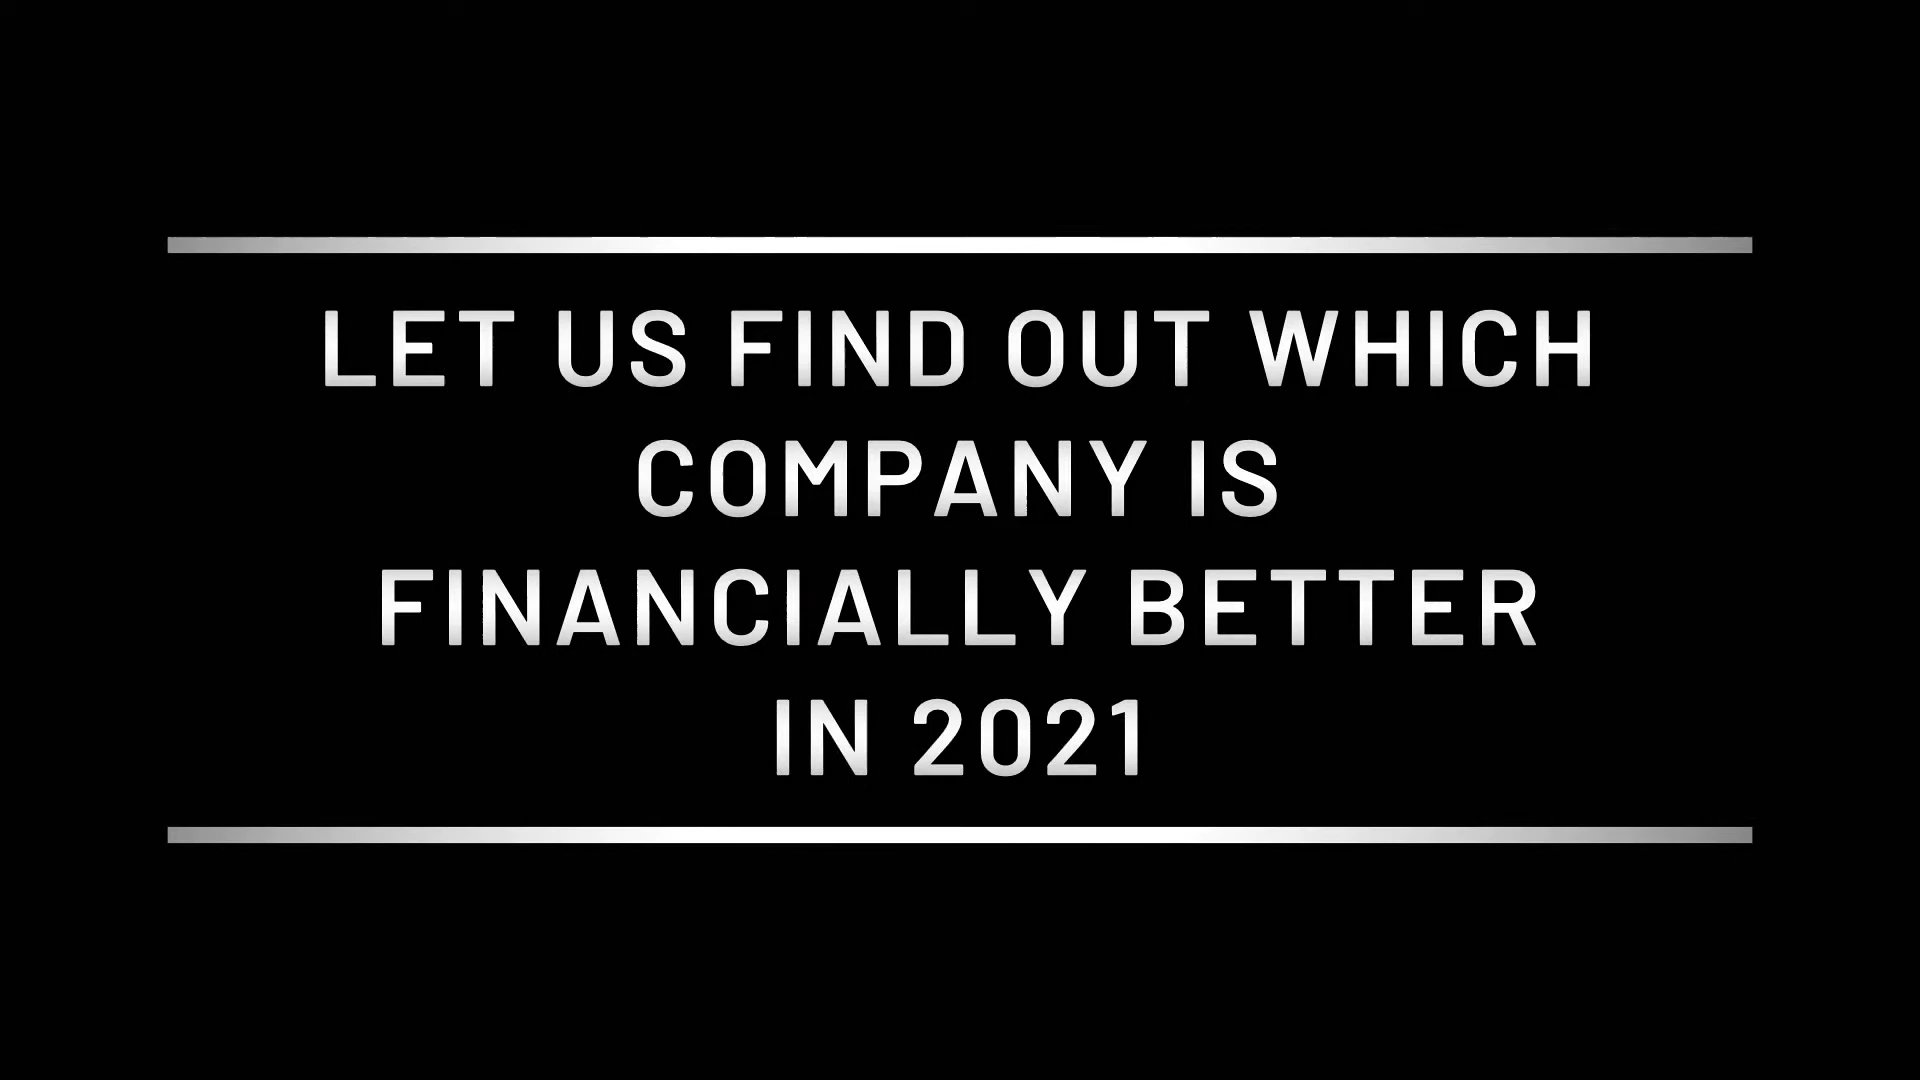 LET US FIND OUT WHICH
COMPANY IS
FINANCIALLY BETTER
IN 2021